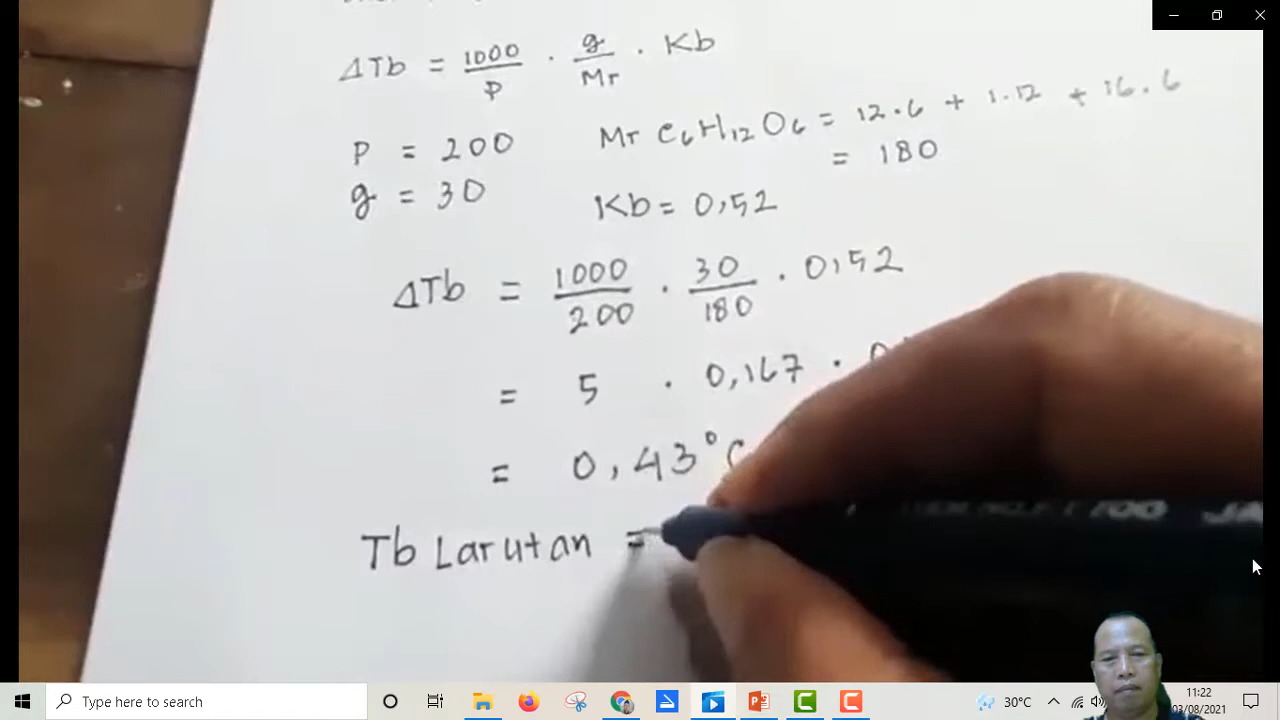 ΔTb = 1000/P · g/Mr · Kb
P = 200
Mr C6H12O6 = 12.6 + 1.12 + 16.6
= 180
g = 30
Kb = 0,52
ΔTb = 1000/200 · 30/180 · 0,52
= 5 · 0,167 ·
= 0,43°C
Tb Larutan =
Type here to search
30°C
11:22
03/08/2021